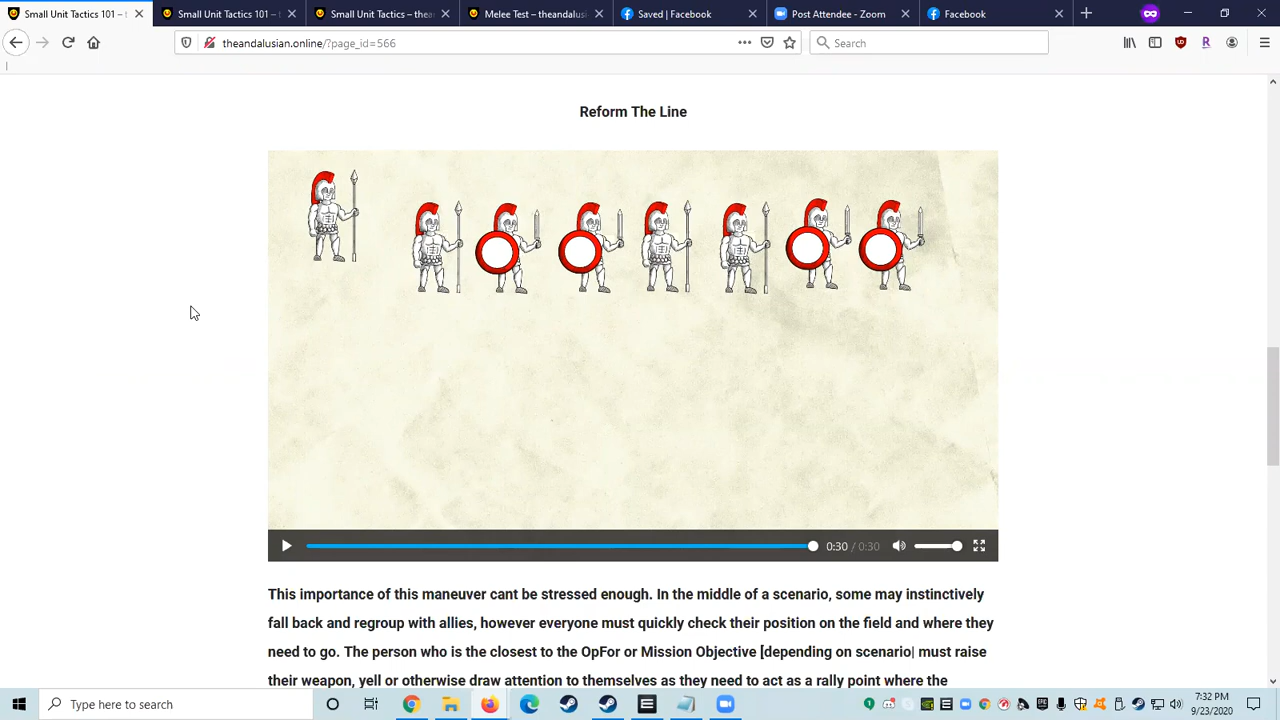 Small Unit Tactics 101 – t
Small Unit Tactics 101 – t
Small Unit Tactics – thean
Melee Test – theandalusi
Saved | Facebook
Post Attendee - Zoom
Facebook
theandalusian.online/?page_id=566
Search
Reform The Line
0:30 / 0:30
This importance of this maneuver cant be stressed enough. In the middle of a scenario, some may instinctively
fall back and regroup with allies, however everyone must quickly check their position on the field and where they
need to go. The person who is the closest to the OpFor or Mission Objective [depending on scenario| must raise
their weapon, yell or otherwise draw attention to themselves as they need to act as a rally point where the
Type here to search
7:32 PM
9/23/2020